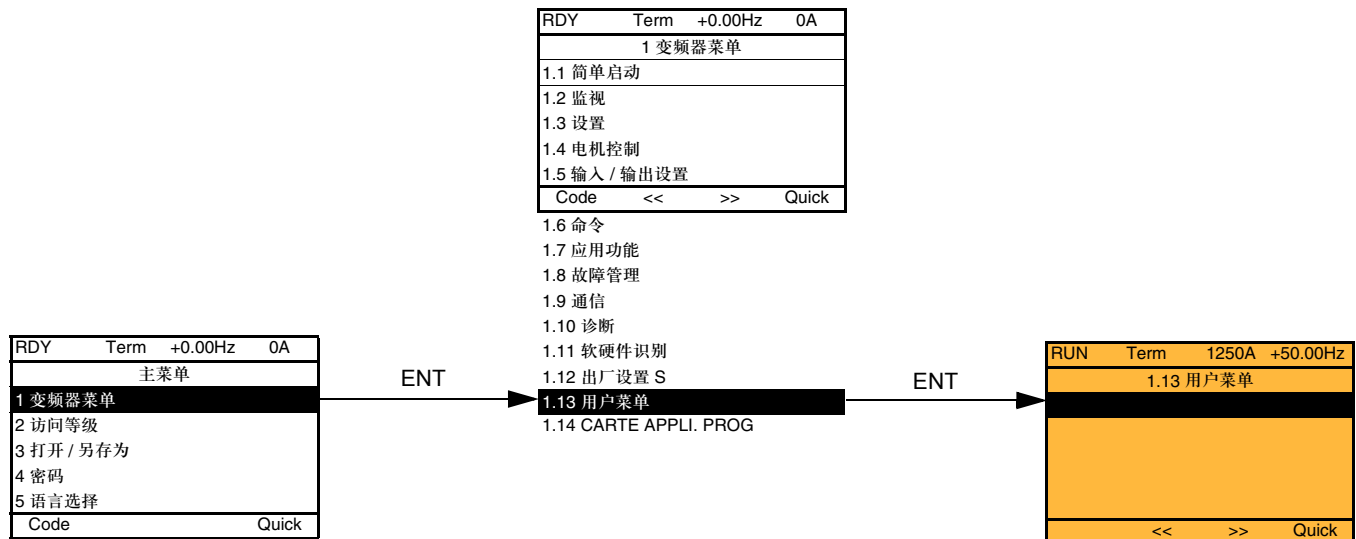 RDY Term +0.00Hz 0A
1 变频器菜单
1.1 简单启动
1.2 监视
1.3 设置
1.4 电机控制
1.5 输入 / 输出设置
Code << >> Quick
1.6 命令
1.7 应用功能
1.8 故障管理
1.9 通信
1.10 诊断
1.11 软硬件识别
1.12 出厂设置 S
1.13 用户菜单
1.14 CARTE APPLI. PROG
RDY Term +0.00Hz 0A
主菜单
1 变频器菜单
2 访问等级
3 打开 / 另存为
4 密码
5 语言选择
Code Quick
ENT
ENT
RUN Term 1250A +50.00Hz
1.13 用户菜单
<< >> Quick